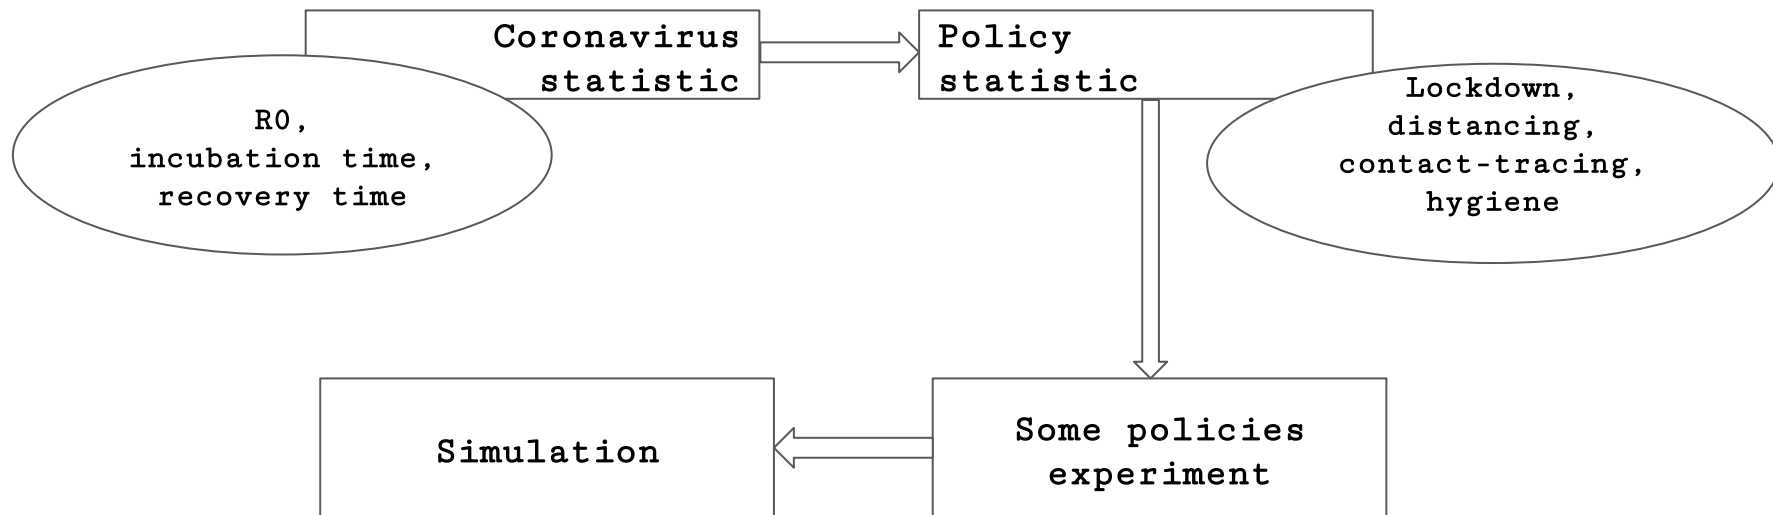 Coronavirus
statistic
Policy
statistic
R0,
incubation time,
recovery time
Lockdown,
distancing,
contact-tracing,
hygiene
Simulation
Some policies
experiment